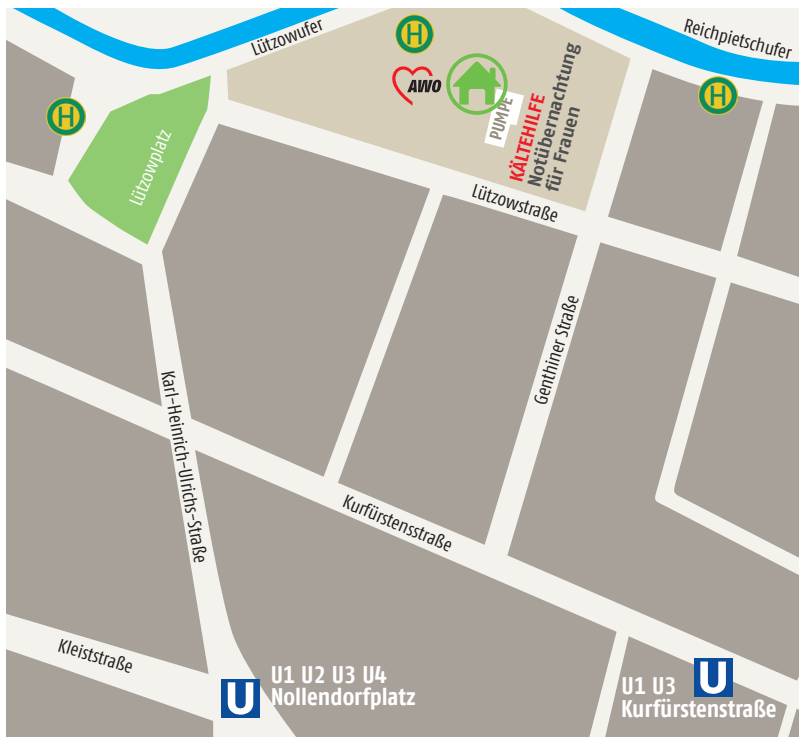 Lützowufer
H
Reichpietschufer
AWO
H
H
PUMPE
KÄLTEHILFE
Notübernachtung
für Frauen
Lützowplatz
Lützowstraße
Genthiner Straße
Karl-Heinrich-Ulrichs-Straße
Kurfürstensstraße
Kleiststraße
U
U1 U2 U3 U4
Nollendorfplatz
U1 U3
U
Kurfürstenstraße